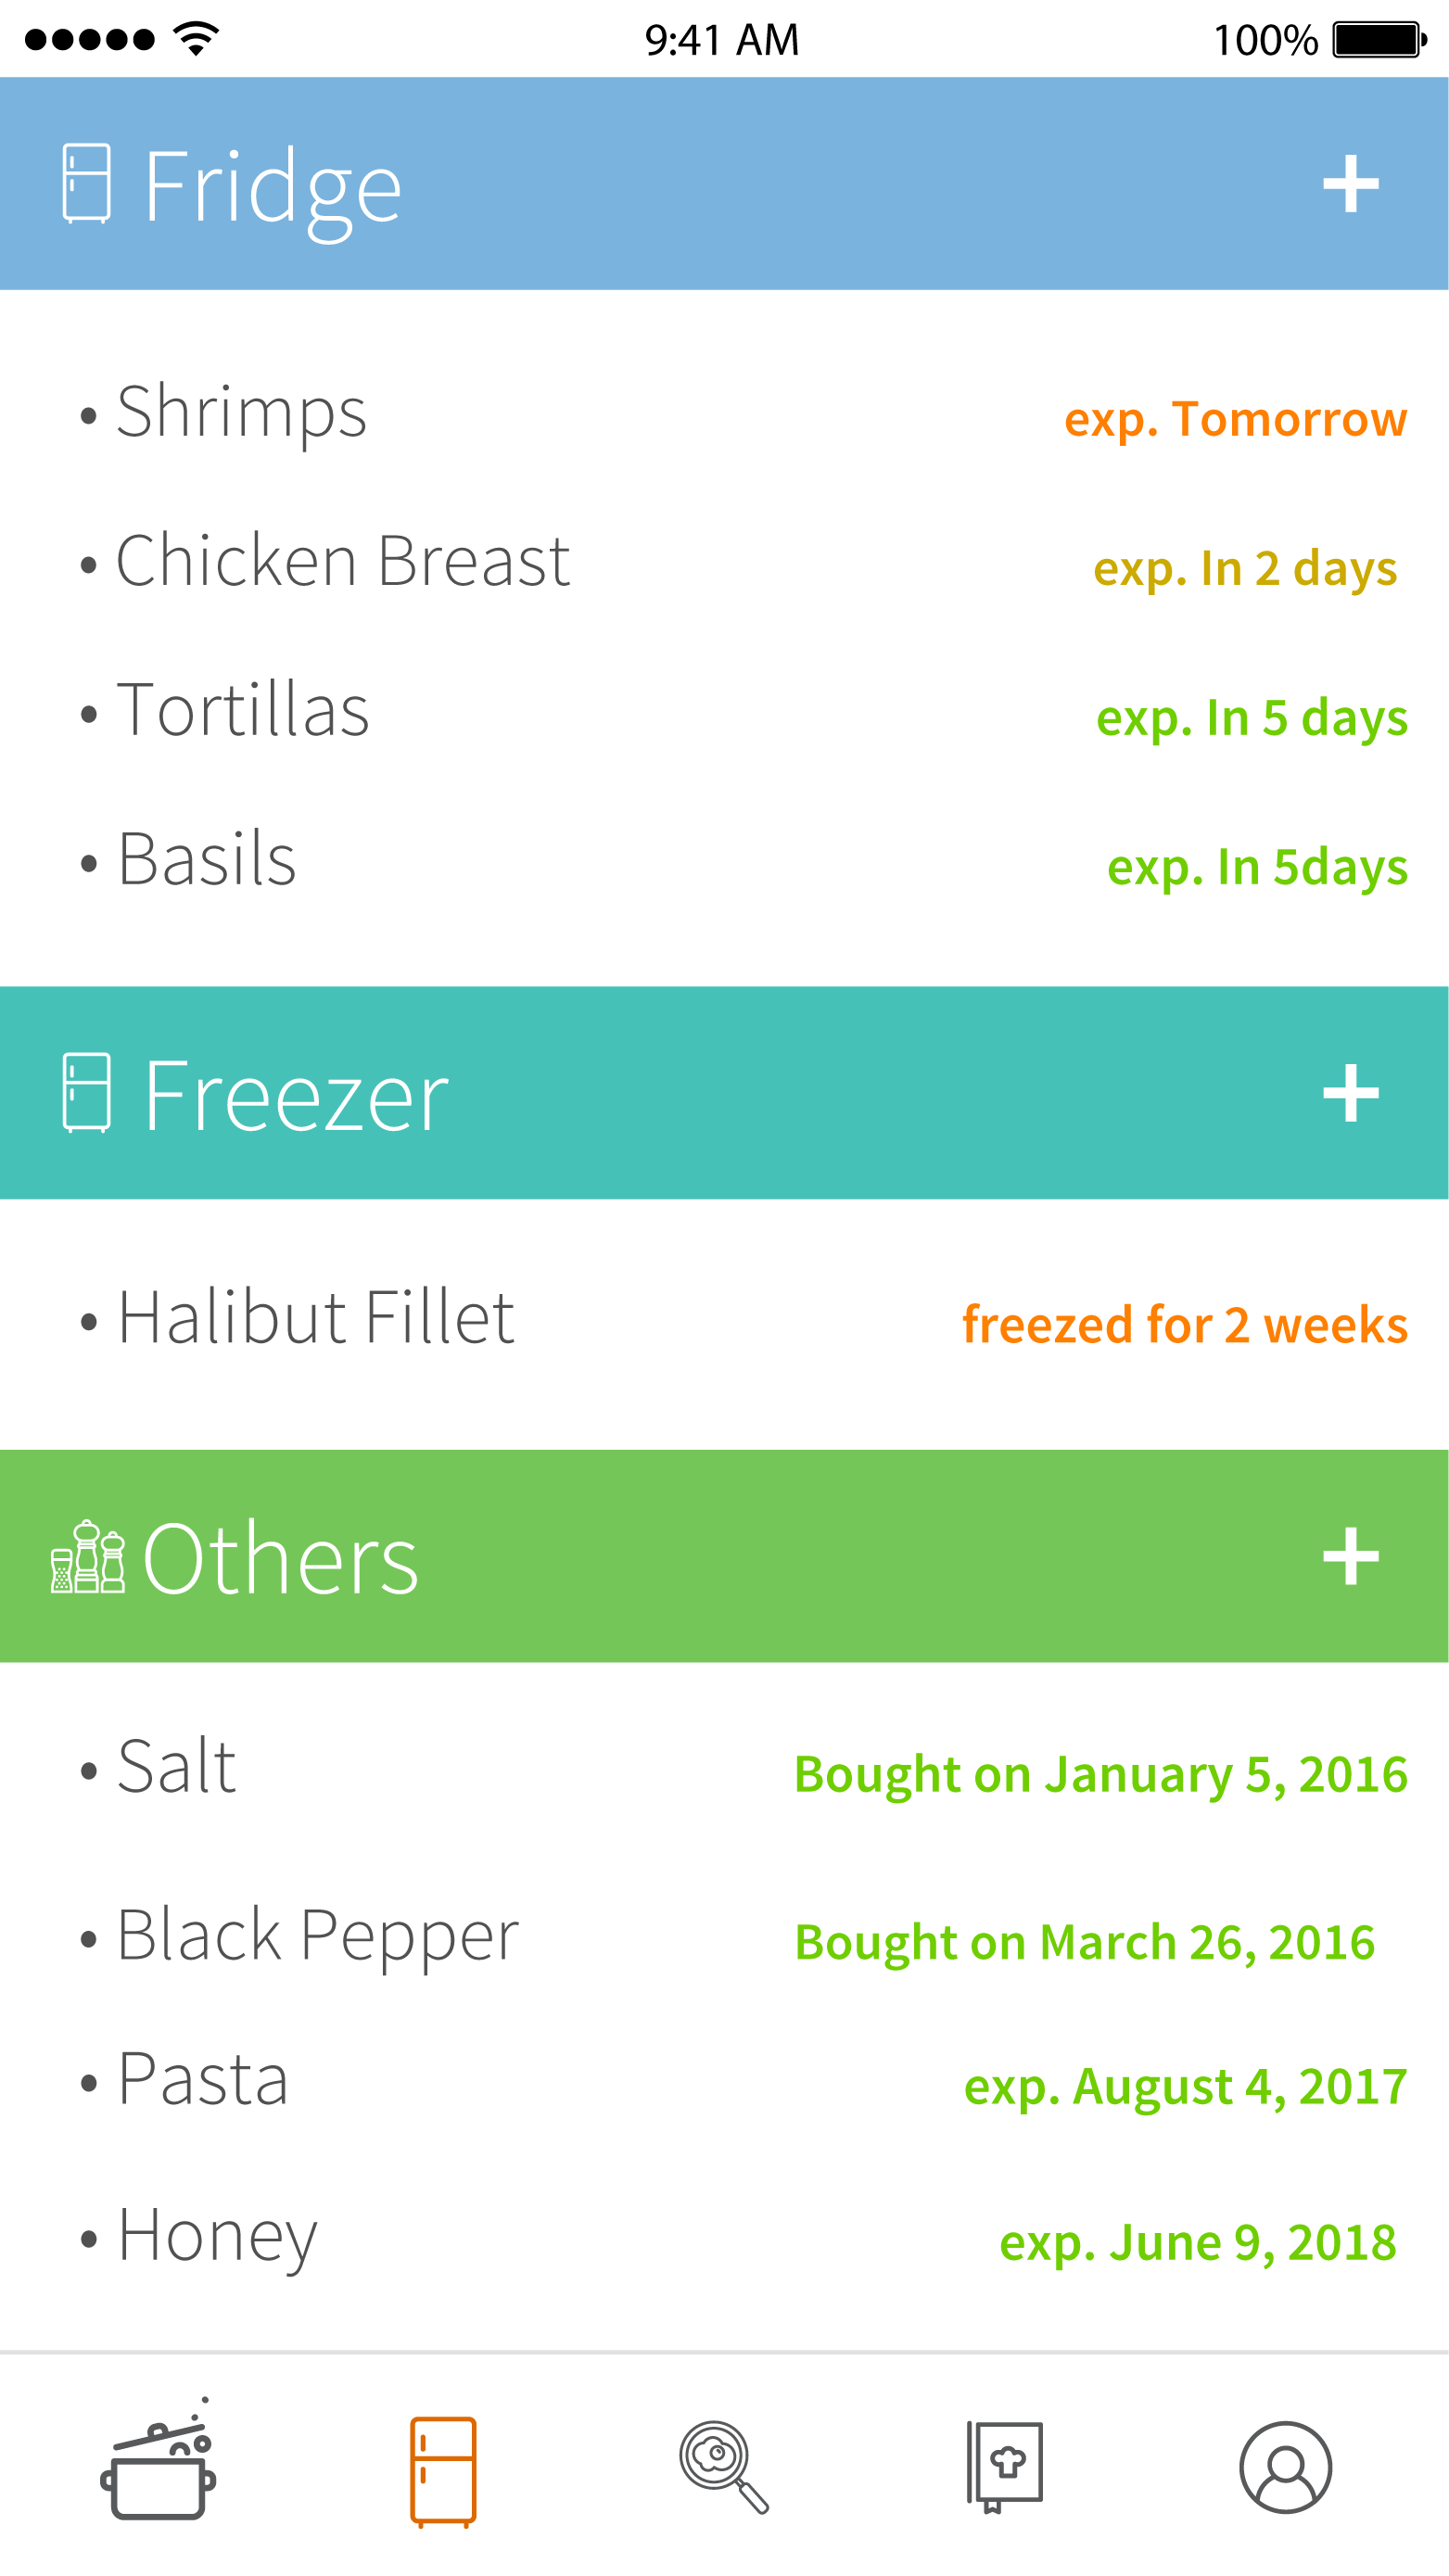 9:41 AM 100%
Fridge
• Shrimps exp. Tomorrow
• Chicken Breast exp. In 2 days
• Tortillas exp. In 5 days
• Basils exp. In 5days
Freezer
• Halibut Fillet freezed for 2 weeks
Others
• Salt Bought on January 5, 2016
• Black Pepper Bought on March 26, 2016
• Pasta exp. August 4, 2017
• Honey exp. June 9, 2018